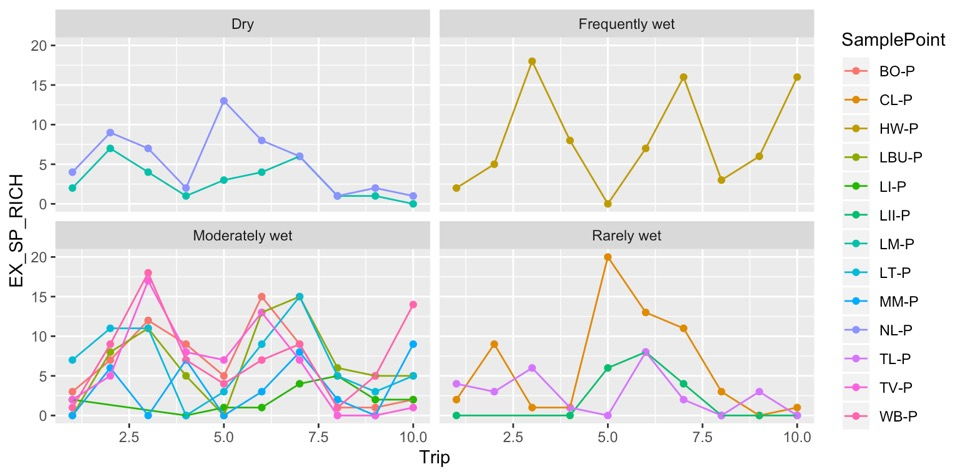 Dry
Frequently wet
20
15
10
5
0
Moderately wet
Rarely wet
20
15
10
5
0
2.5
5.0
7.5
10.0
2.5
5.0
7.5
10.0
EX_SP_RICH
Trip
SamplePoint
BO-P
CL-P
HW-P
LBU-P
LI-P
LII-P
LM-P
LT-P
MM-P
NL-P
TL-P
TV-P
WB-P